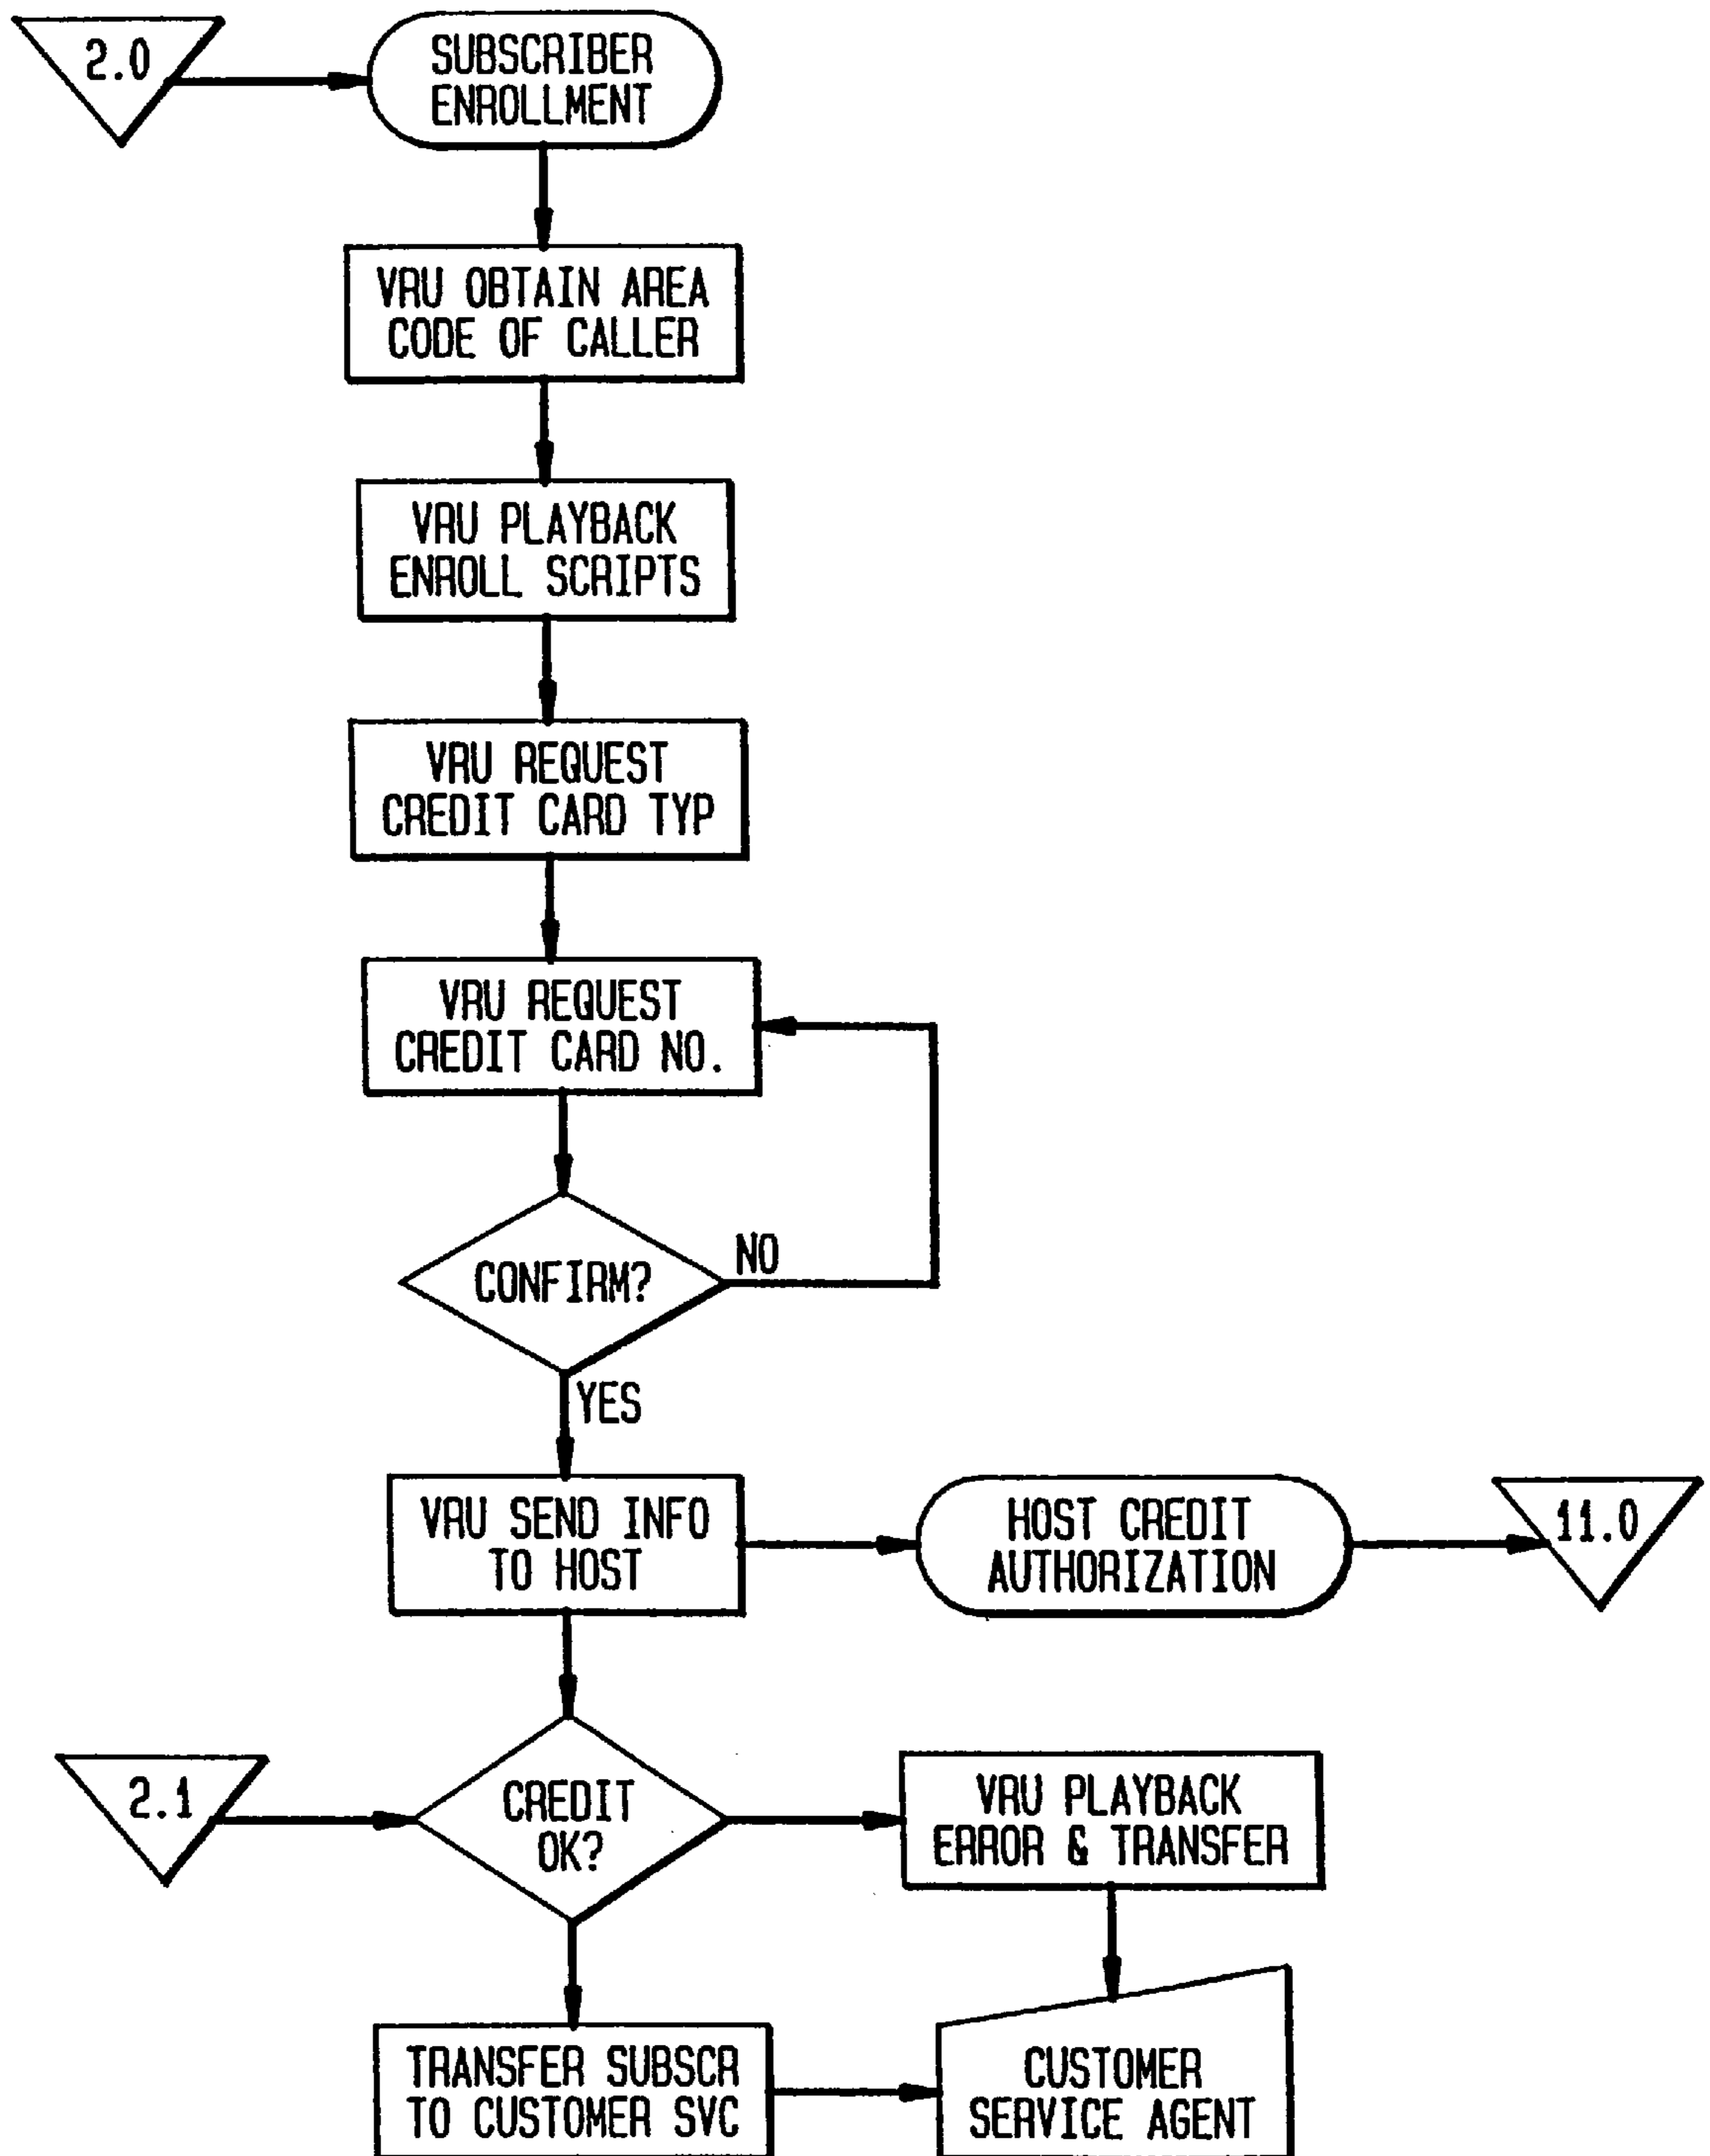 2.0
SUBSCRIBER
ENROLLMENT
VRU OBTAIN AREA
CODE OF CALLER
VRU PLAYBACK
ENROLL SCRIPTS
VRU REQUEST
CREDIT CARD TYP
VRU REQUEST
CREDIT CARD NO.
CONFIRM?
NO
YES
VRU SEND INFO
TO HOST
HOST CREDIT
AUTHORIZATION
11.0
2.1
CREDIT
OK?
VRU PLAYBACK
ERROR & TRANSFER
TRANSFER SUBSCR
TO CUSTOMER SVC
CUSTOMER
SERVICE AGENT